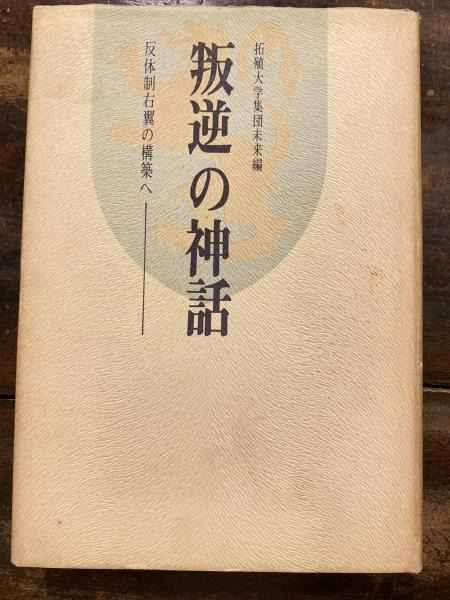 拓殖大学集団未来編
叛逆の神話
反体制右翼の構築へ――